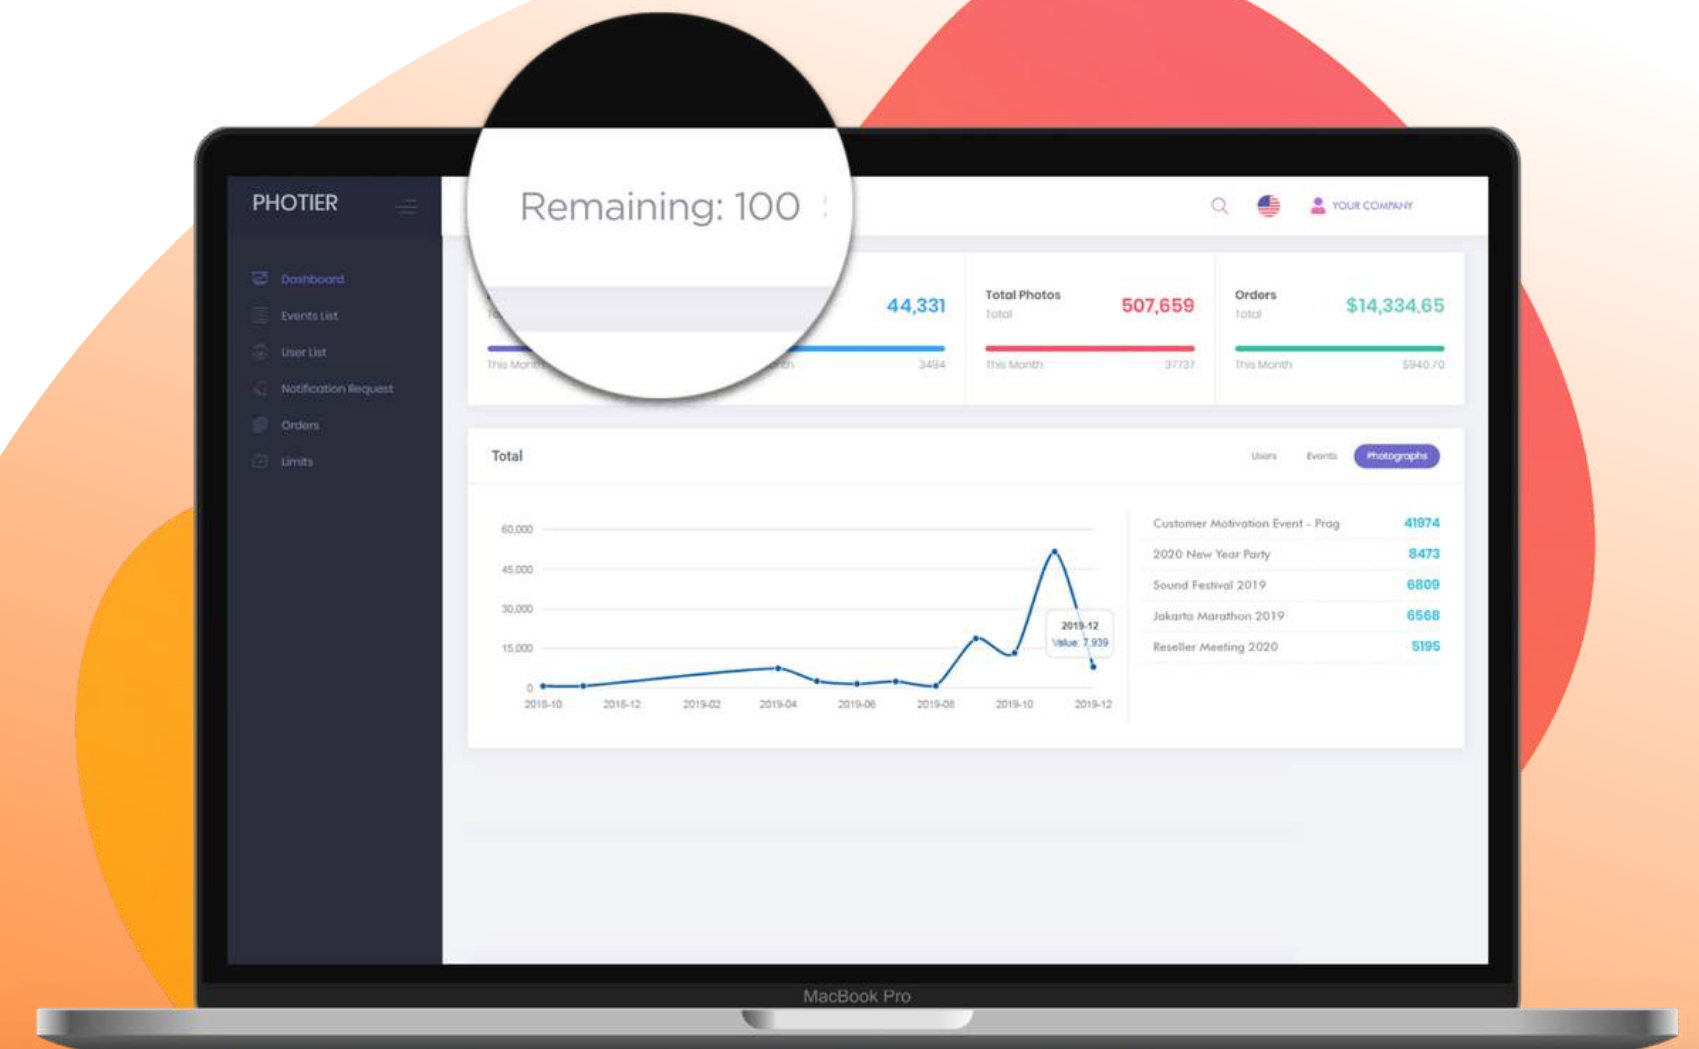 Remaining: 100
PHOTIER
YOUR COMPANY
Dashboard
Events List
User List
Notification Request
Orders
Limits
44,331
Total Photos
Total
507,659
Orders
Total
$14,334,65
This Month
3494
This Month
37737
This Month
$940,70
Total
Users
Events
Photographs
60,000
45,000
30,000
15,000
0
2018-10
2018-12
2019-02
2019-04
2019-06
2019-08
2019-10
2019-12
2019-12
Value: 7,939
Customer Motivation Event - Prag
41974
2020 New Year Party
8473
Sound Festival 2019
6809
Jakarta Marathon 2019
6568
Reseller Meeting 2020
5195
MacBook Pro